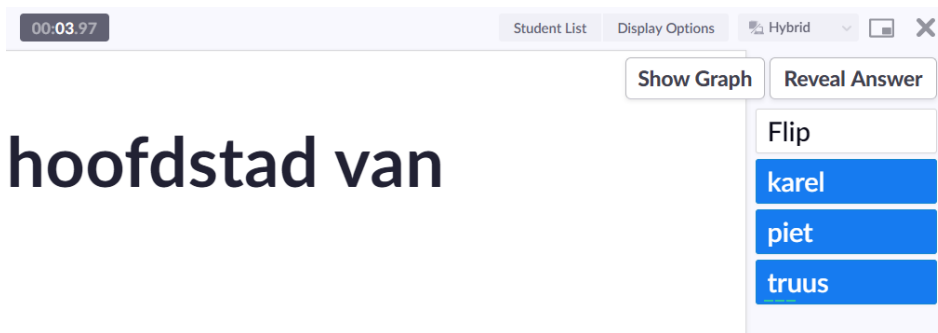 00:03.97 Student List Display Options Hybrid
Show Graph Reveal Answer
hoofdstad van
Flip
karel
piet
truus